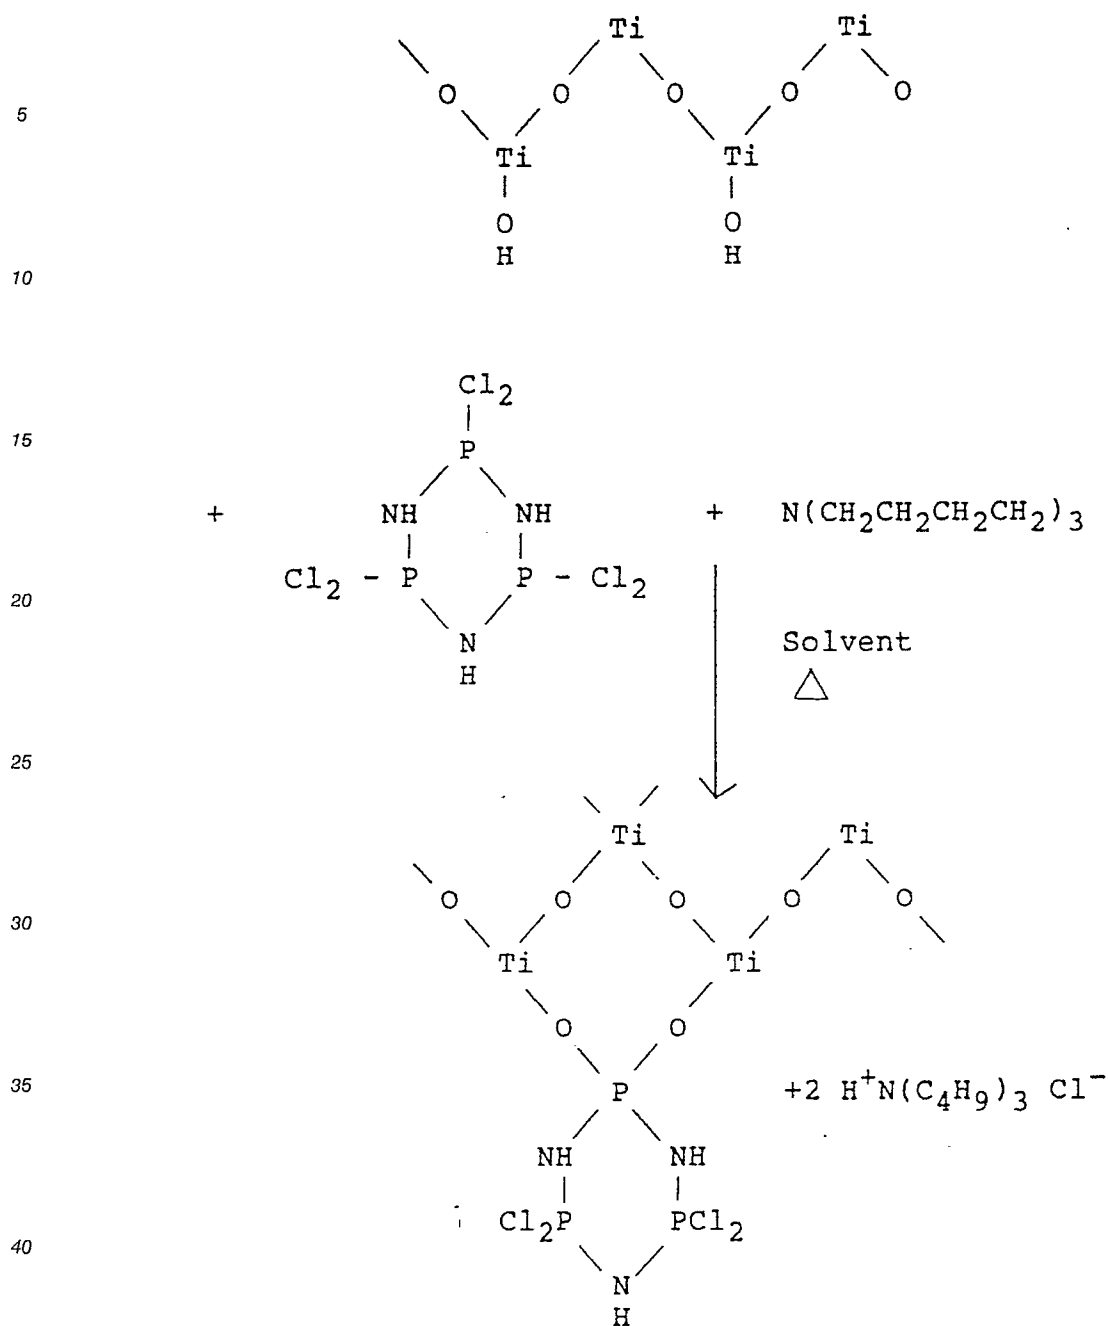 Ti Ti
O O O O
5
Ti Ti
O O
H H
10
Cl2
15
P
+ NH NH + N(CH2CH2CH2CH2)3
Cl2 - P P - Cl2
20
N
H
Solvent
△
25
Ti Ti
O O O O O
30
Ti Ti
O O
35
P +2 H+N(C4H9)3 Cl-
NH NH
Cl2P PCl2
40
N
H